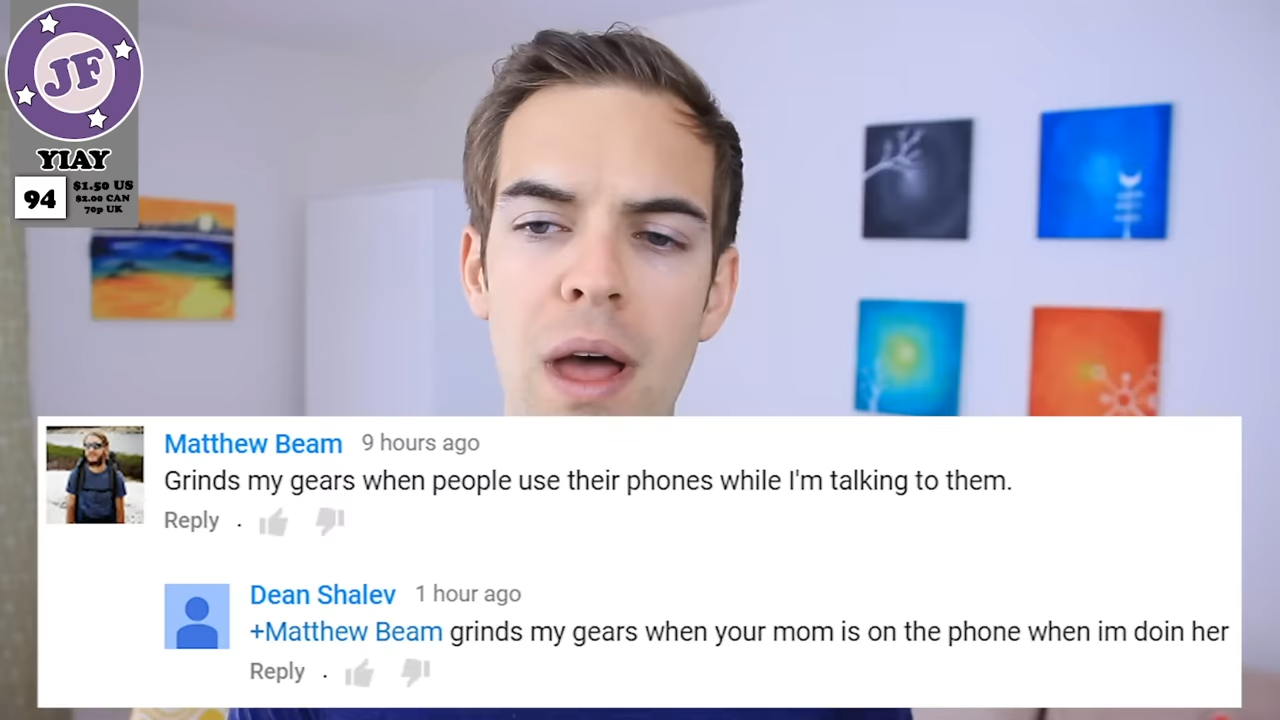 JF
YIAY
94
$1.50 US
$2.00 CAN
70p UK
Matthew Beam 9 hours ago
Grinds my gears when people use their phones while I'm talking to them.
Reply .
Dean Shalev 1 hour ago
+Matthew Beam grinds my gears when your mom is on the phone when im doin her
Reply .